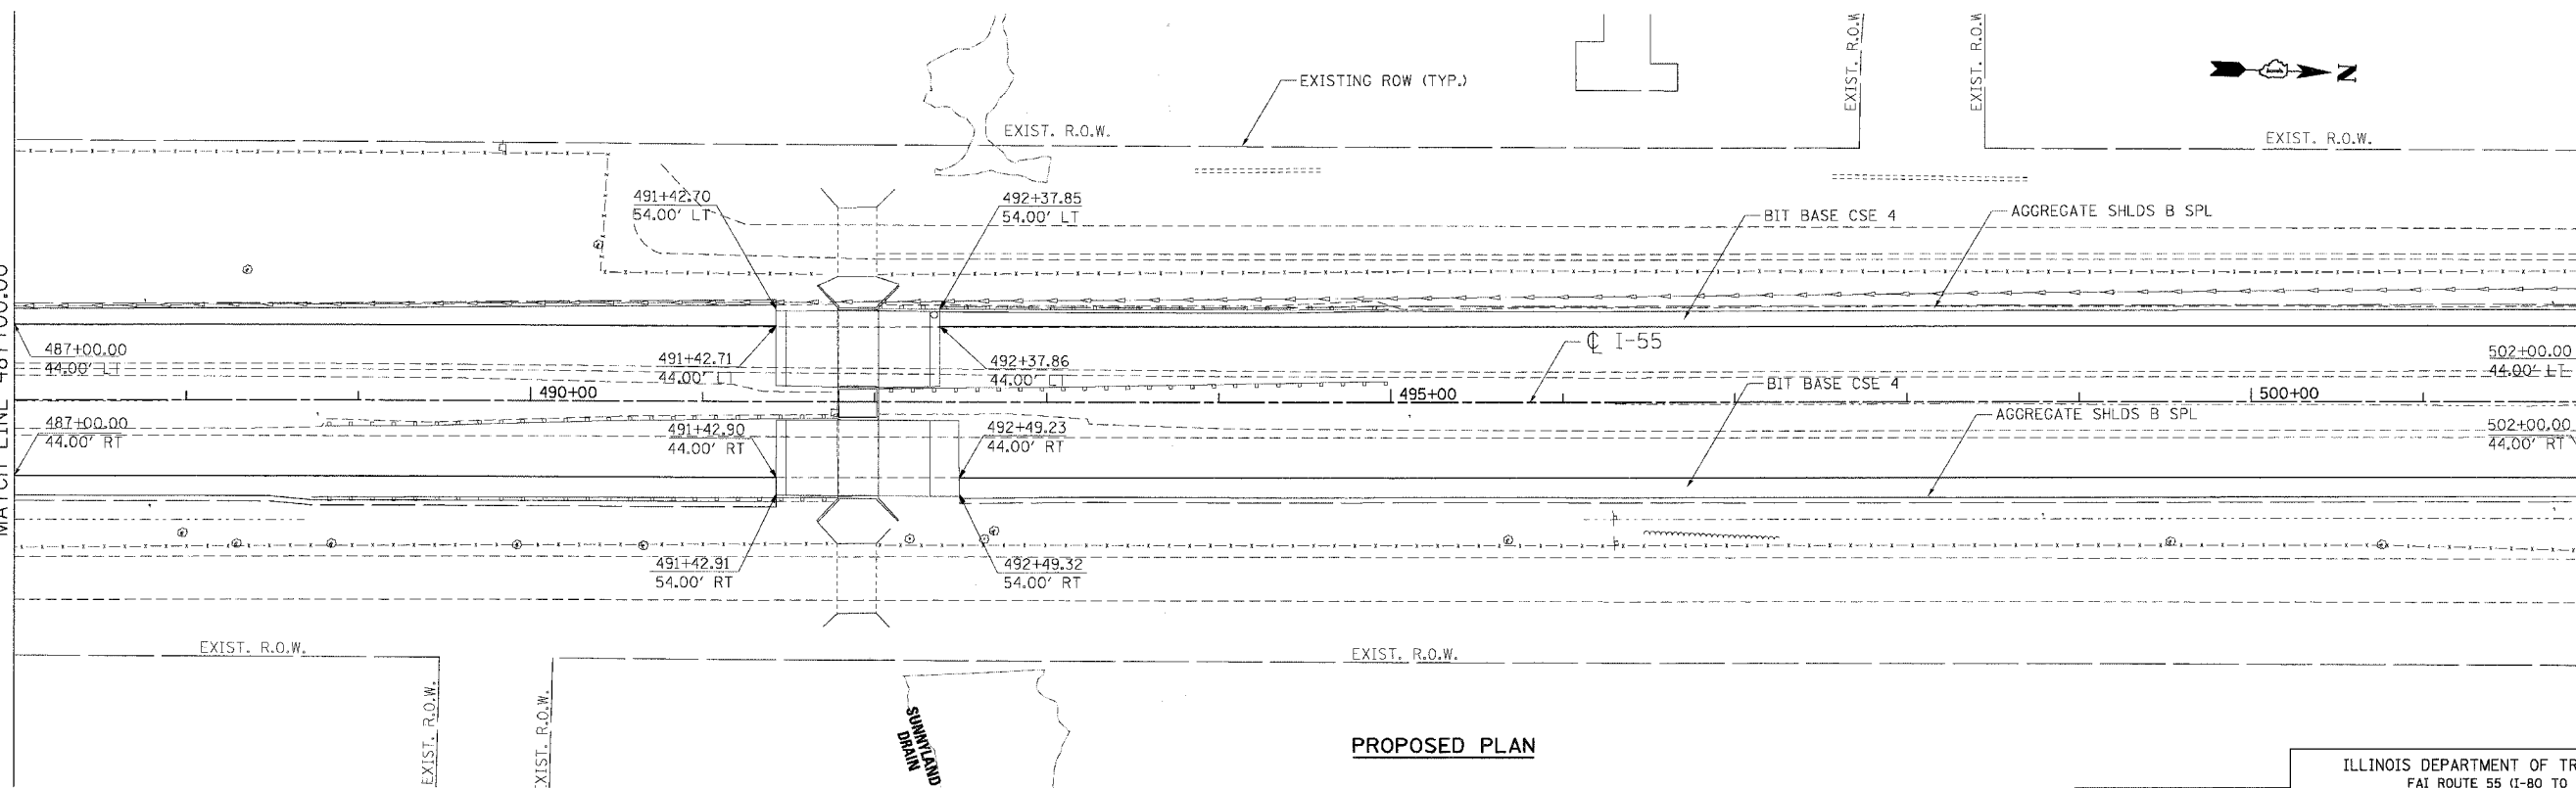 EXIST. R.O.W.
EXIST. R.O.W.
N
EXISTING ROW (TYP.)
EXIST. R.O.W.
EXIST. R.O.W.
491+42.70
54.00' LT
492+37.85
54.00' LT
BIT BASE CSE 4
AGGREGATE SHLDS B SPL
MATCH LINE 487+00.00
487+00.00
44.00' LT
491+42.71
44.00' LT
492+37.86
44.00' LT
℄ I-55
502+00.00
44.00' LT
490+00
495+00
BIT BASE CSE 4
500+00
487+00.00
44.00' RT
491+42.90
44.00' RT
492+49.23
44.00' RT
AGGREGATE SHLDS B SPL
502+00.00
44.00' RT
491+42.91
54.00' RT
492+49.32
54.00' RT
EXIST. R.O.W.
EXIST. R.O.W.
EXIST. R.O.W.
EXIST. R.O.W.
SUNNYLAND
DRAIN
PROPOSED PLAN
ILLINOIS DEPARTMENT OF TR
FAI ROUTE 55 (I-80 TO